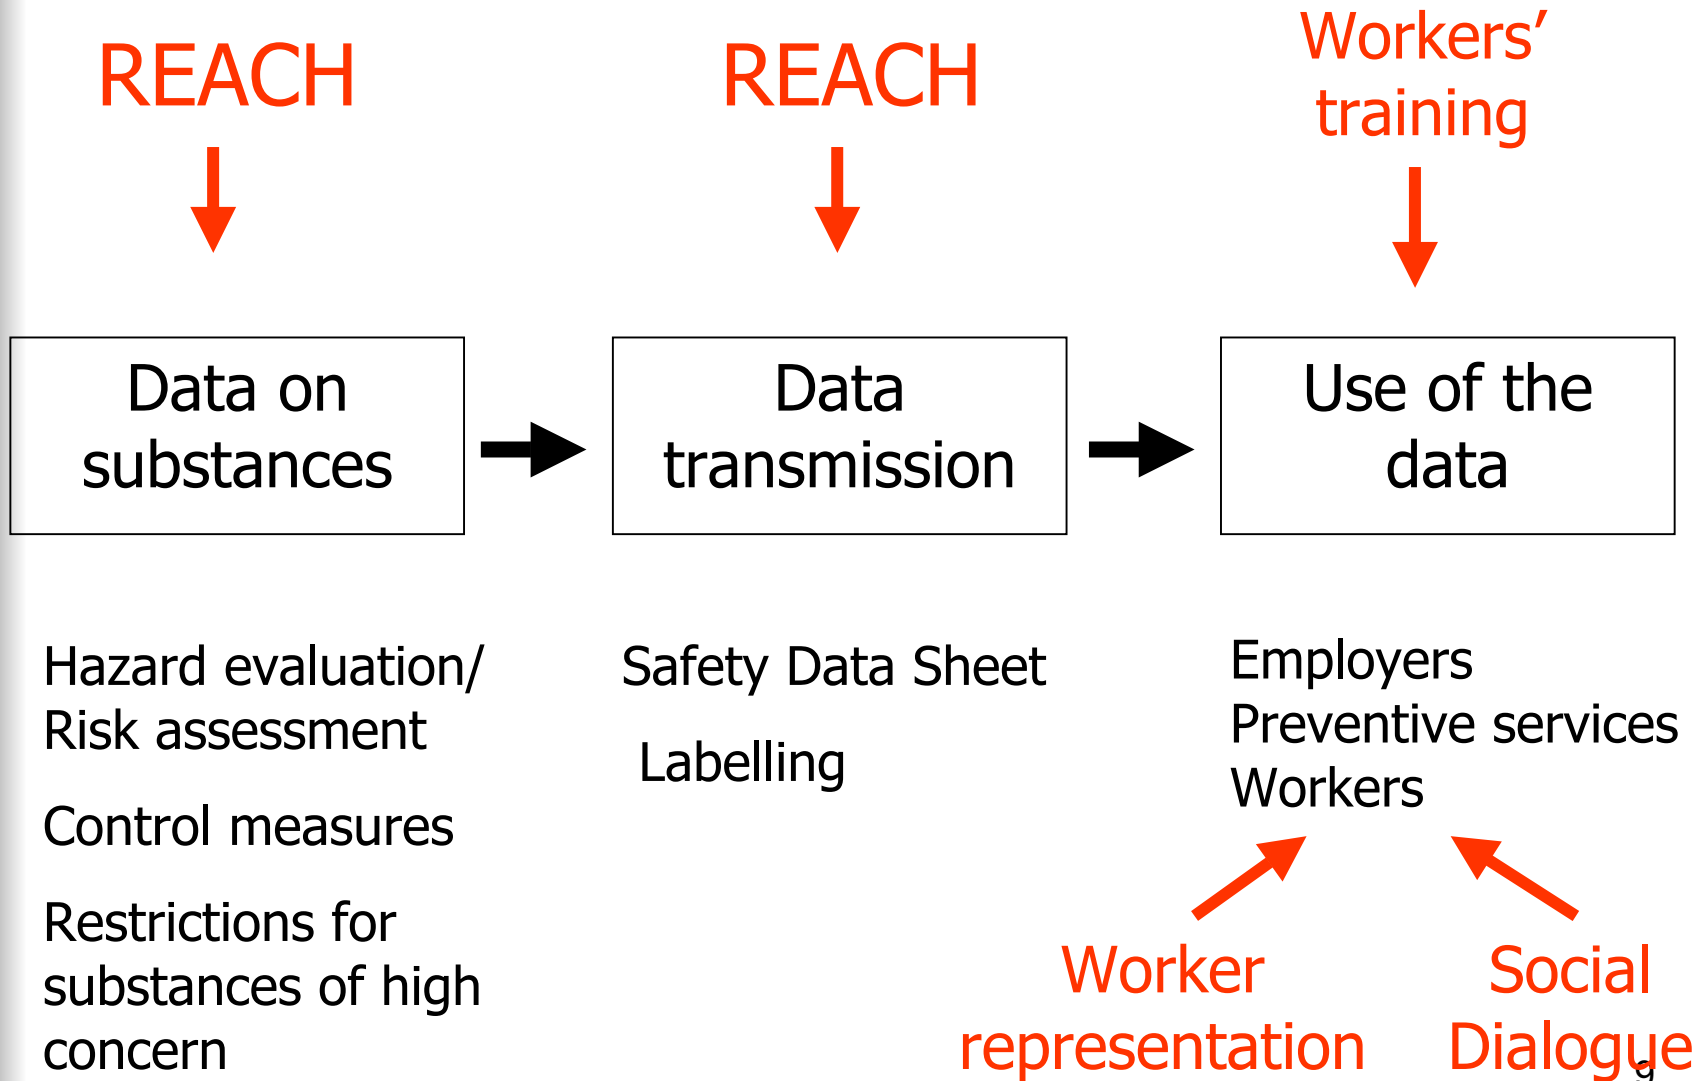 REACH
REACH
Workers’
training
Data on
substances
Data
transmission
Use of the
data
Hazard evaluation/
Risk assessment
Control measures
Restrictions for
substances of high
concern
Safety Data Sheet
Labelling
Employers
Preventive services
Workers
Worker
representation
Social
Dialogue
9